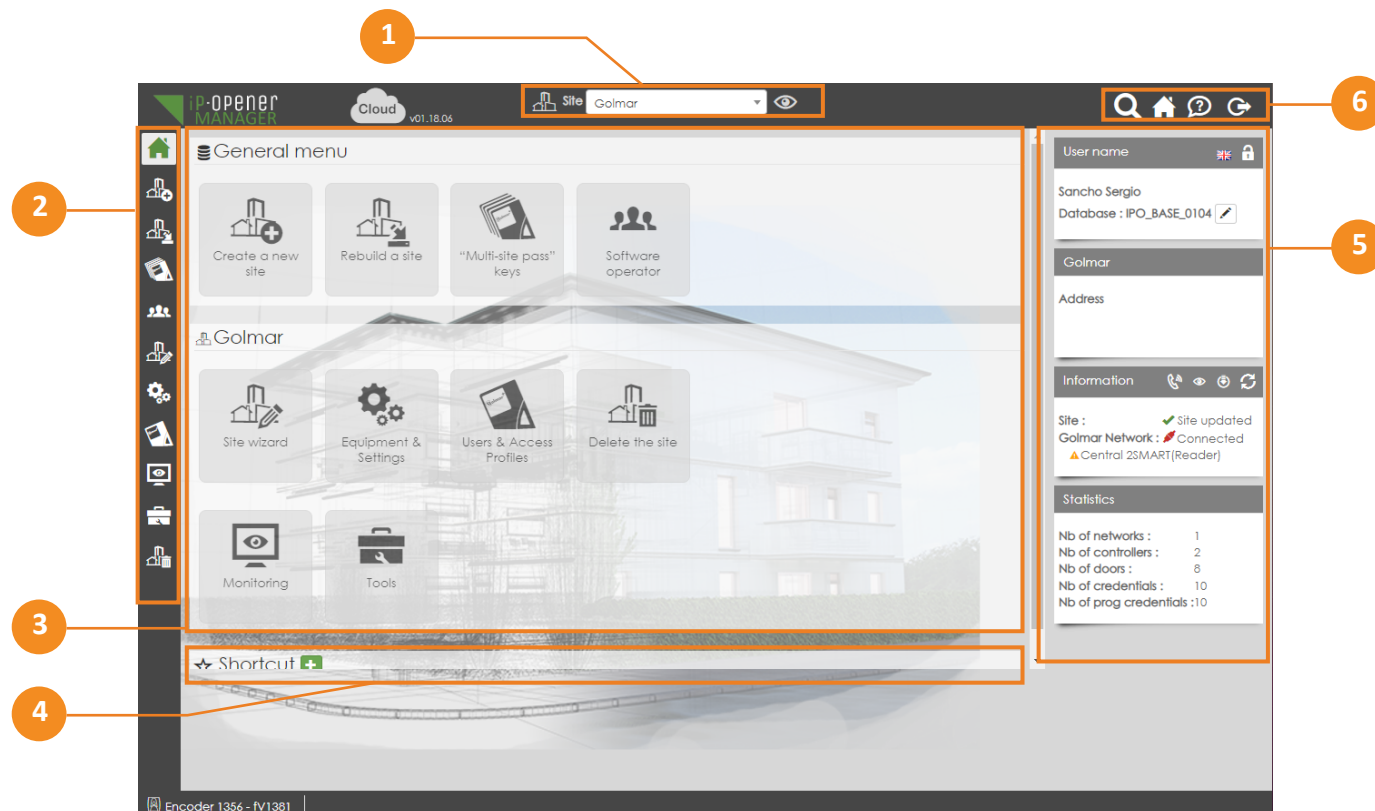 1
iP·OPENER
MANAGER
Cloud
v01.18.06
Site
Golmar
6
2
General menu
Create a new
site
Rebuild a site
"Multi-site pass"
keys
Software
operator
Golmar
Site wizard
Equipment &
Settings
Users & Access
Profiles
Delete the site
Monitoring
Tools
3
Shortcut
4
User name
Sancho Sergio
Database : IPO_BASE_0104
5
Golmar
Address
Information
Site : Site updated
Golmar Network : Connected
Central 2SMART(Reader)
Statistics
Nb of networks : 1
Nb of controllers : 2
Nb of doors : 8
Nb of credentials : 10
Nb of prog credentials :10
Encoder 1356 - fV1381